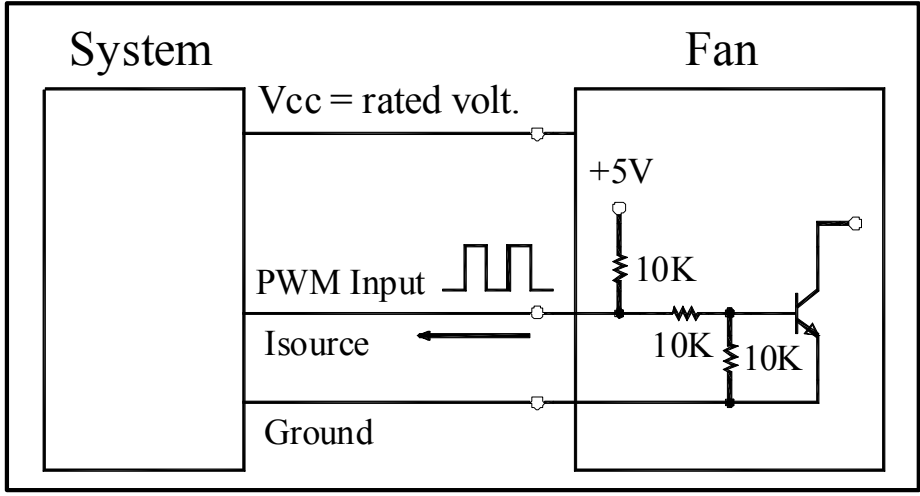 System
Fan
Vcc = rated volt.
+5V
10K
PWM Input
Isource
10K
10K
Ground